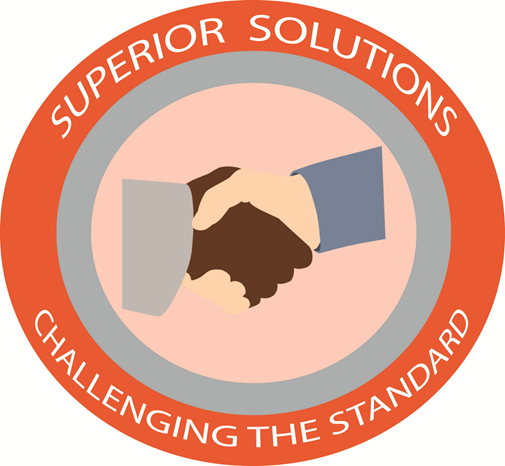 SUPERIOR SOLUTIONS
CHALLENGING THE STANDARD